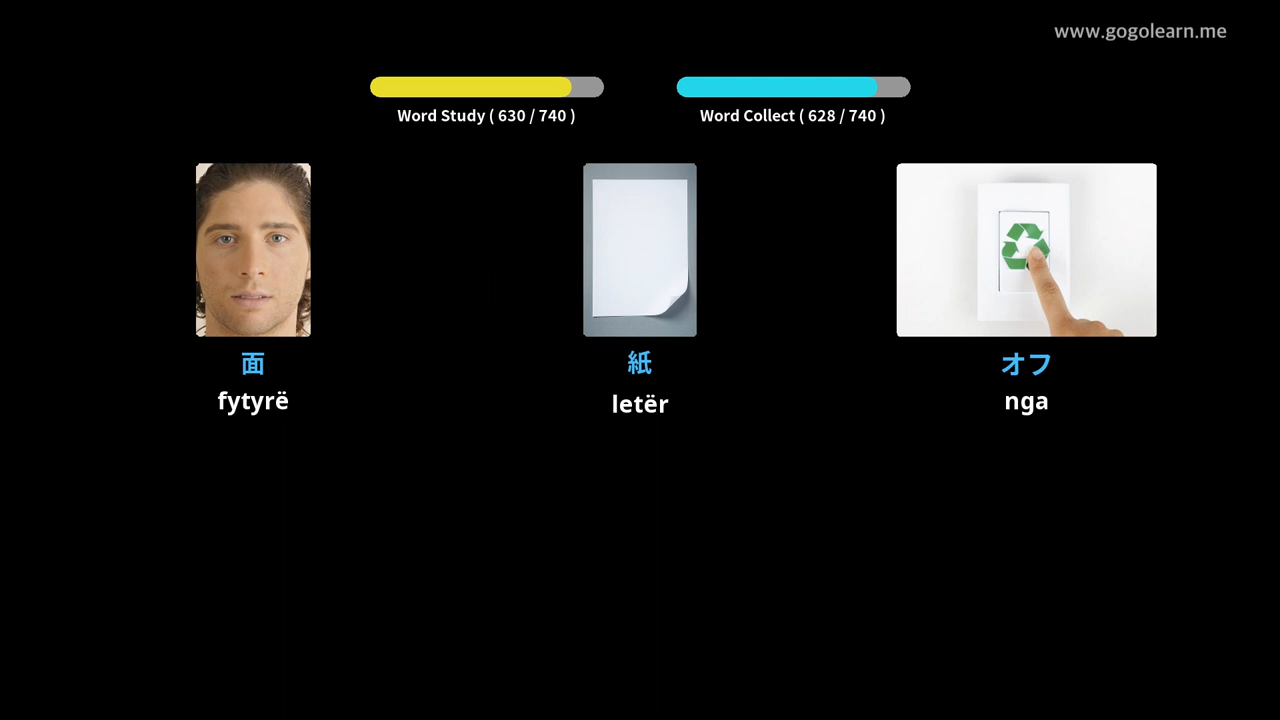 www.gogolearn.me
Word Study ( 630 / 740 )
Word Collect ( 628 / 740 )
面
紙
オフ
fytyrë
letër
nga